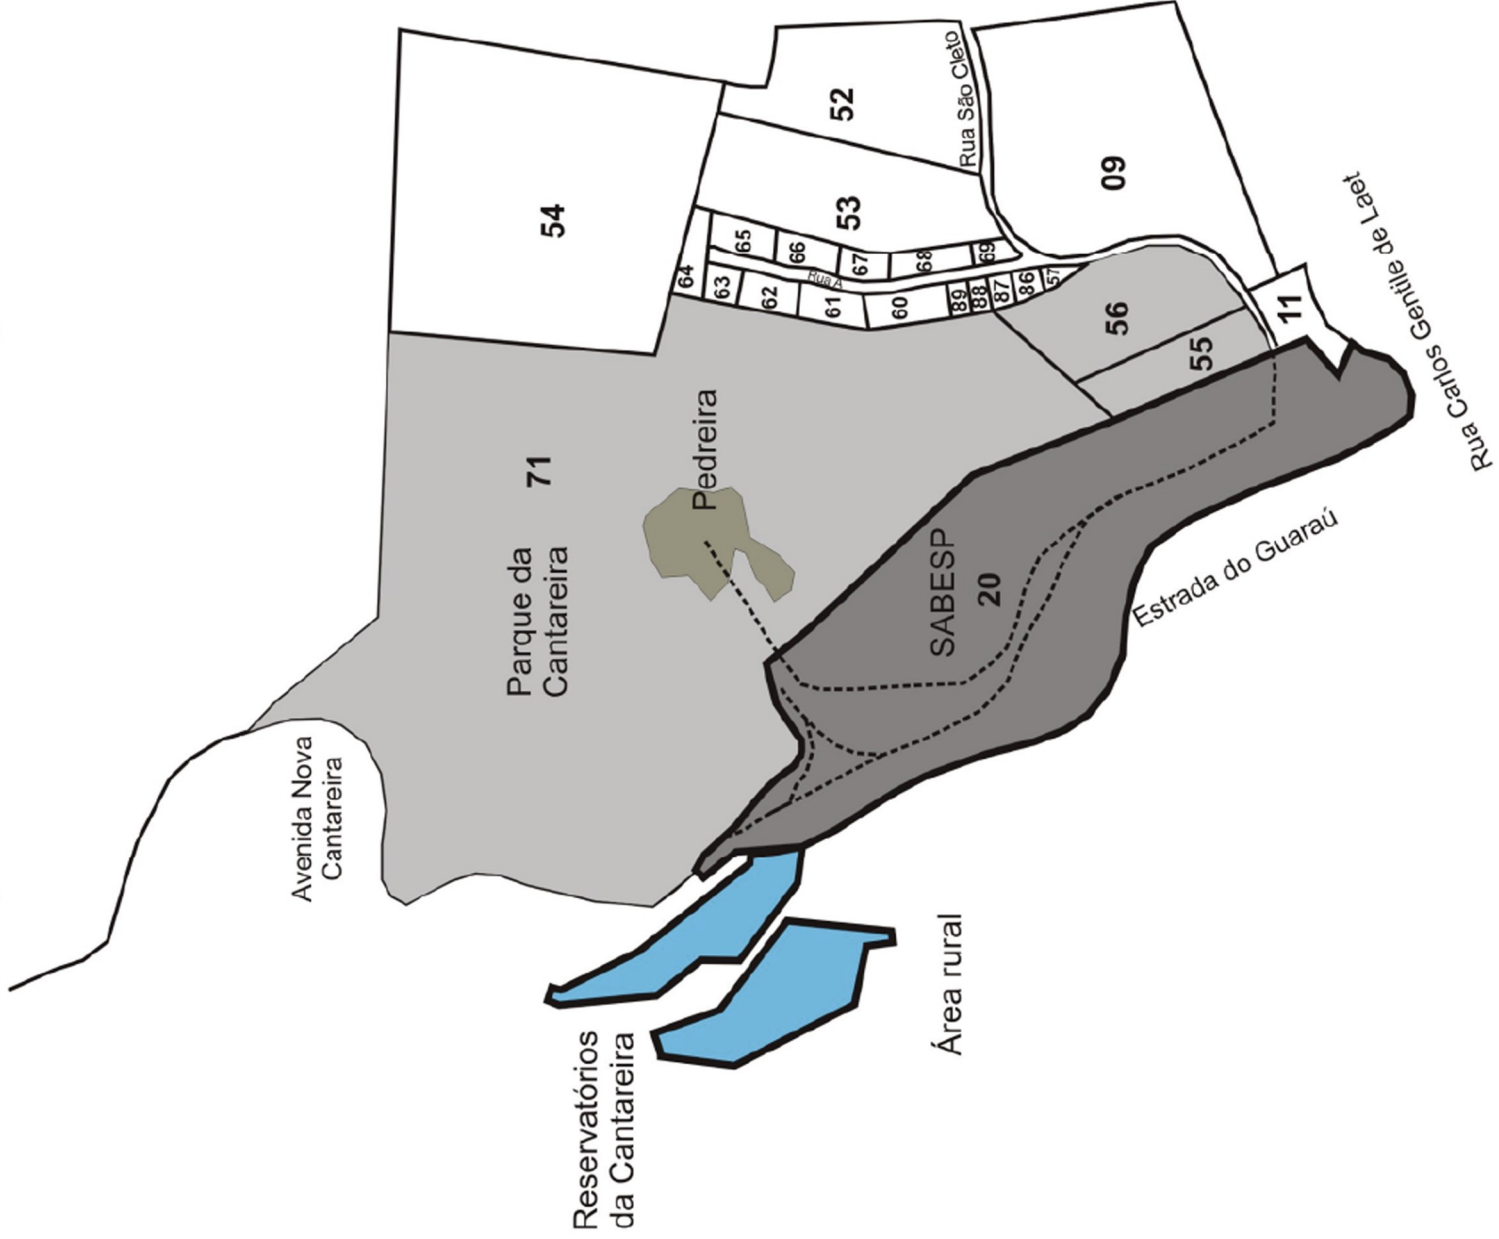 Avenida Nova
Cantareira
Parque da
Cantareira
71
54
Reservatórios
da Cantareira
Pedreira
64
63
65
62
66
Rua A
61
67
53
52
60
68
69
89
88
87
86
57
Rua São Cleto
SABESP
20
Área rural
09
56
55
11
Estrada do Guaraú
Rua Carlos Gentile de Laet